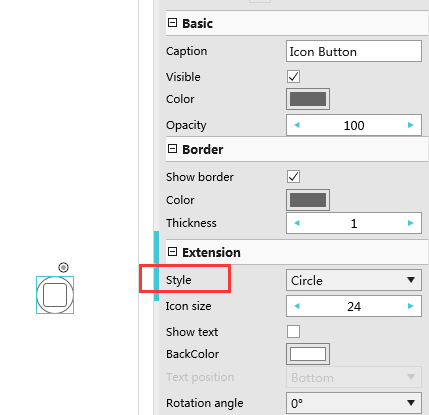 Basic
Caption Icon Button
Visible
Color
Opacity 100
Border
Show border
Color
Thickness 1
Extension
Style Circle
Icon size 24
Show text
BackColor
Text position Bottom
Rotation angle 0°